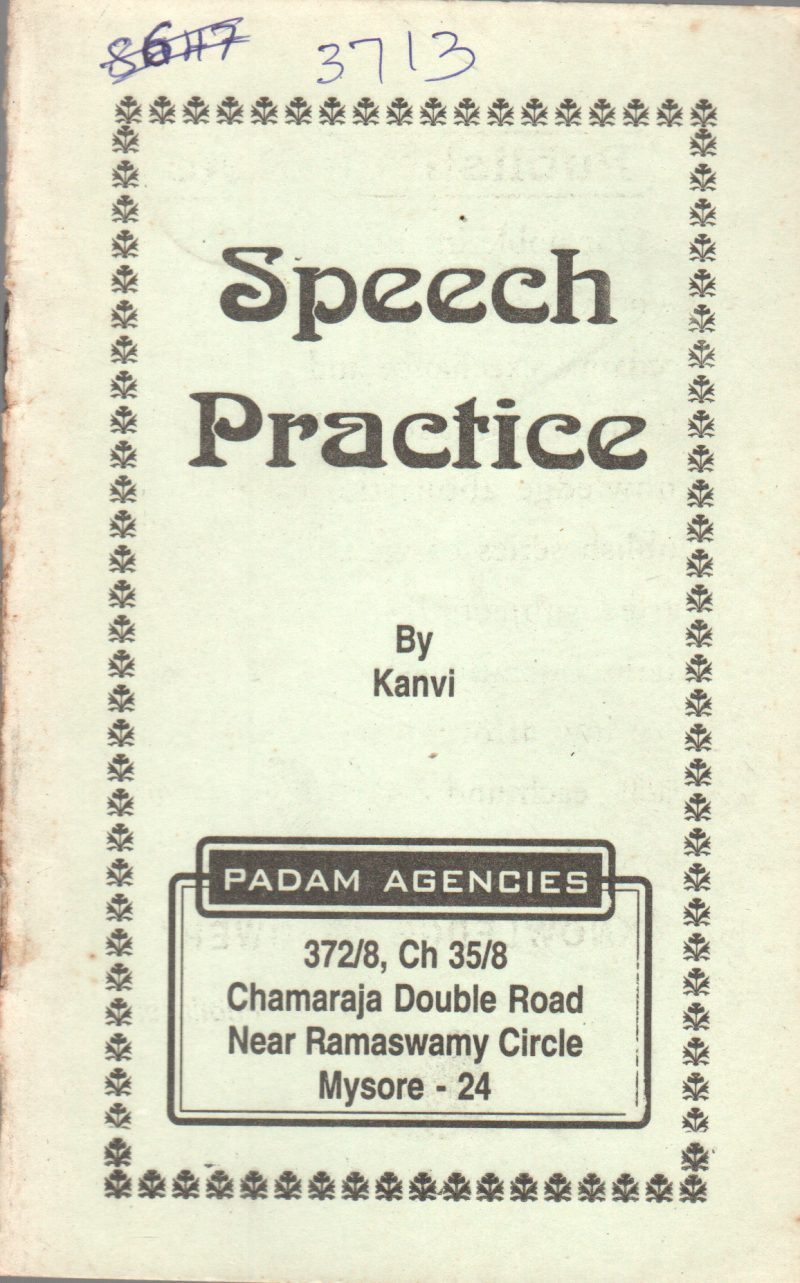 3713
Speech
Practice
By
Kanvi
PADAM AGENCIES
372/8, Ch 35/8
Chamaraja Double Road
Near Ramaswamy Circle
Mysore - 24